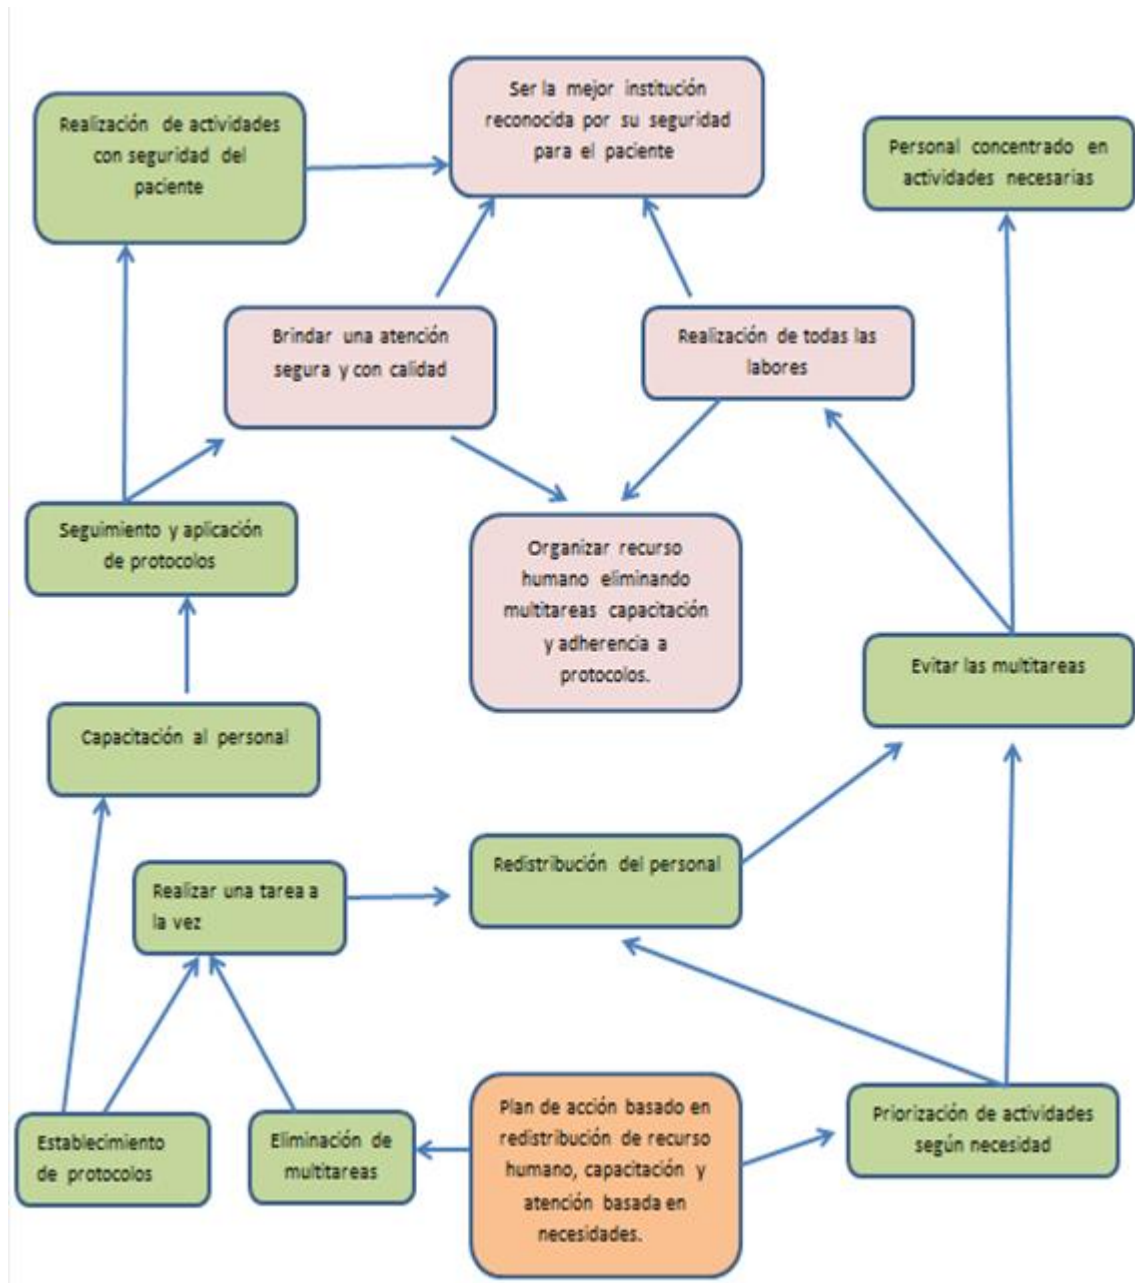 Ser la mejor institución
reconocida por su seguridad
para el paciente
Realización de actividades
con seguridad del
paciente
Personal concentrado en
actividades necesarias
Brindar una atención
segura y con calidad
Realización de todas las
labores
Seguimiento y aplicación
de protocolos
Organizar recurso
humano eliminando
multitareas capacitación
y adherencia a
protocolos.
Evitar las multitareas
Capacitación al personal
Redistribución del personal
Realizar una tarea a
la vez
Plan de acción basado en
redistribución de recurso
humano, capacitación y
atención basada en
necesidades.
Priorización de actividades
según necesidad
Establecimiento
de protocolos
Eliminación de
multitareas